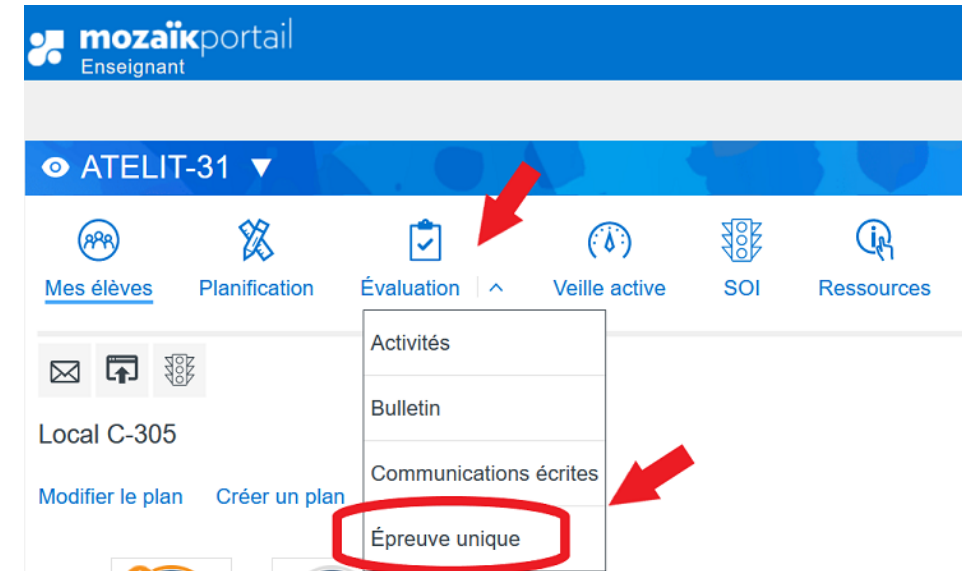 mozaïkportail
Enseignant
ATELIT-31
Mes élèves
Planification
Évaluation
Veille active
SOI
Ressources
Activités
Bulletin
Communications écrites
Épreuve unique
Local C-305
Modifier le plan
Créer un plan